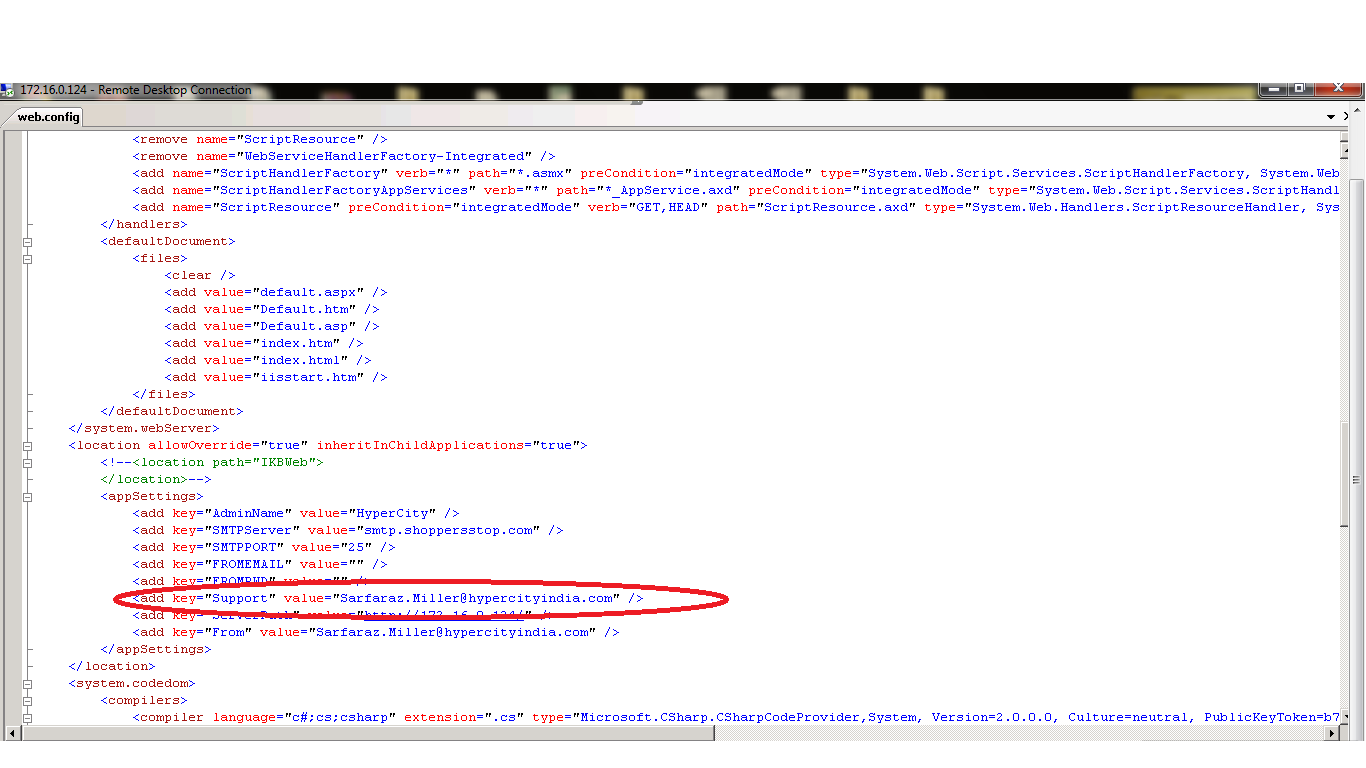 172.16.0.124 - Remote Desktop Connection
web.config
<remove name="ScriptResource" />
<remove name="WebServiceHandlerFactory-Integrated" />
<add name="ScriptHandlerFactory" verb="*" path="*.asmx" preCondition="integratedMode" type="System.Web.Script.Services.ScriptHandlerFactory, System.Web
<add name="ScriptHandlerFactoryAppServices" verb="*" path="*_AppService.axd" preCondition="integratedMode" type="System.Web.Script.Services.ScriptHandl
<add name="ScriptResource" preCondition="integratedMode" verb="GET,HEAD" path="ScriptResource.axd" type="System.Web.Handlers.ScriptResourceHandler, Sys
</handlers>
<defaultDocument>
<files>
<clear />
<add value="default.aspx" />
<add value="Default.htm" />
<add value="Default.asp" />
<add value="index.htm" />
<add value="index.html" />
<add value="iisstart.htm" />
</files>
</defaultDocument>
</system.webServer>
<location allowOverride="true" inheritInChildApplications="true">
<!--<location path="IKBWeb">
</location>-->
<appSettings>
<add key="AdminName" value="HyperCity" />
<add key="SMTPServer" value="smtp.shoppersstop.com" />
<add key="SMTPPORT" value="25" />
<add key="FROMEMAIL" value="" />
<add key="FROMPWD" value="" />
<add key="Support" value="Sarfaraz.Miller@hypercityindia.com" />
<add key="ServerPath" value="http://172.16.0.124/" />
<add key="From" value="Sarfaraz.Miller@hypercityindia.com" />
</appSettings>
</location>
<system.codedom>
<compilers>
<compiler language="c#;cs;csharp" extension=".cs" type="Microsoft.CSharp.CSharpCodeProvider,System, Version=2.0.0.0, Culture=neutral, PublicKeyToken=b7